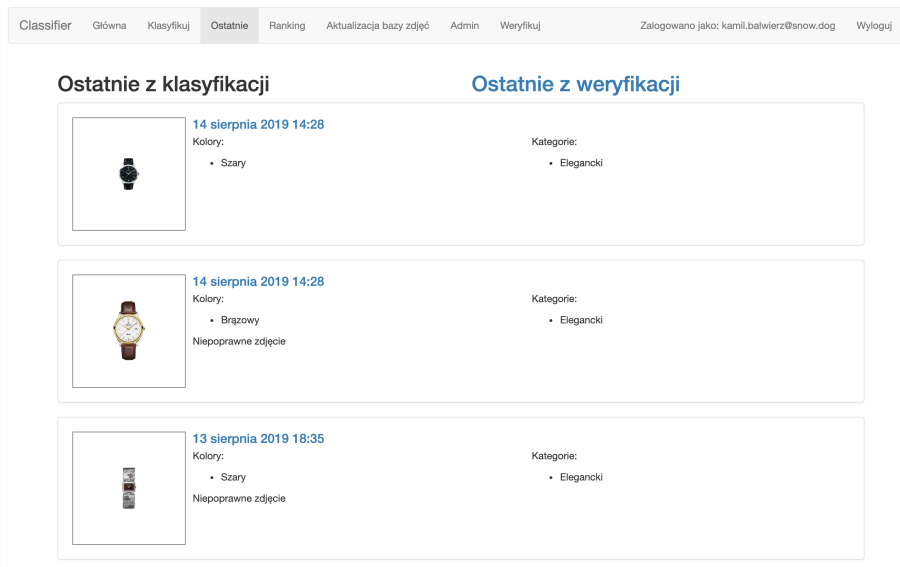 Classifier Główna Klasyfikuj Ostatnie Ranking Aktualizacja bazy zdjęć Admin Weryfikuj Zalogowano jako: kamil.balwierz@snow.dog Wyloguj
Ostatnie z klasyfikacji Ostatnie z weryfikacji
14 sierpnia 2019 14:28
Kolory: Kategorie:
• Szary • Elegancki
14 sierpnia 2019 14:28
Kolory: Kategorie:
• Brązowy • Elegancki
Niepoprawne zdjęcie
13 sierpnia 2019 18:35
Kolory: Kategorie:
• Szary • Elegancki
Niepoprawne zdjęcie